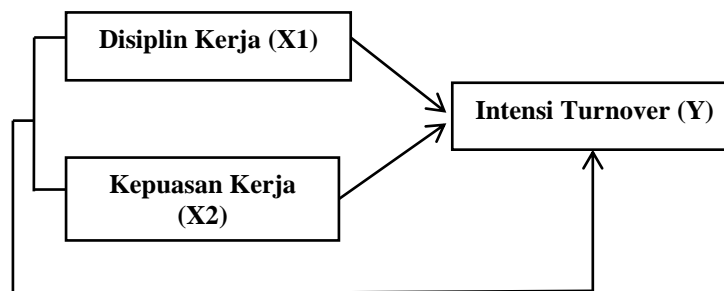 Disiplin Kerja (X1)
Intensi Turnover (Y)
Kepuasan Kerja
(X2)